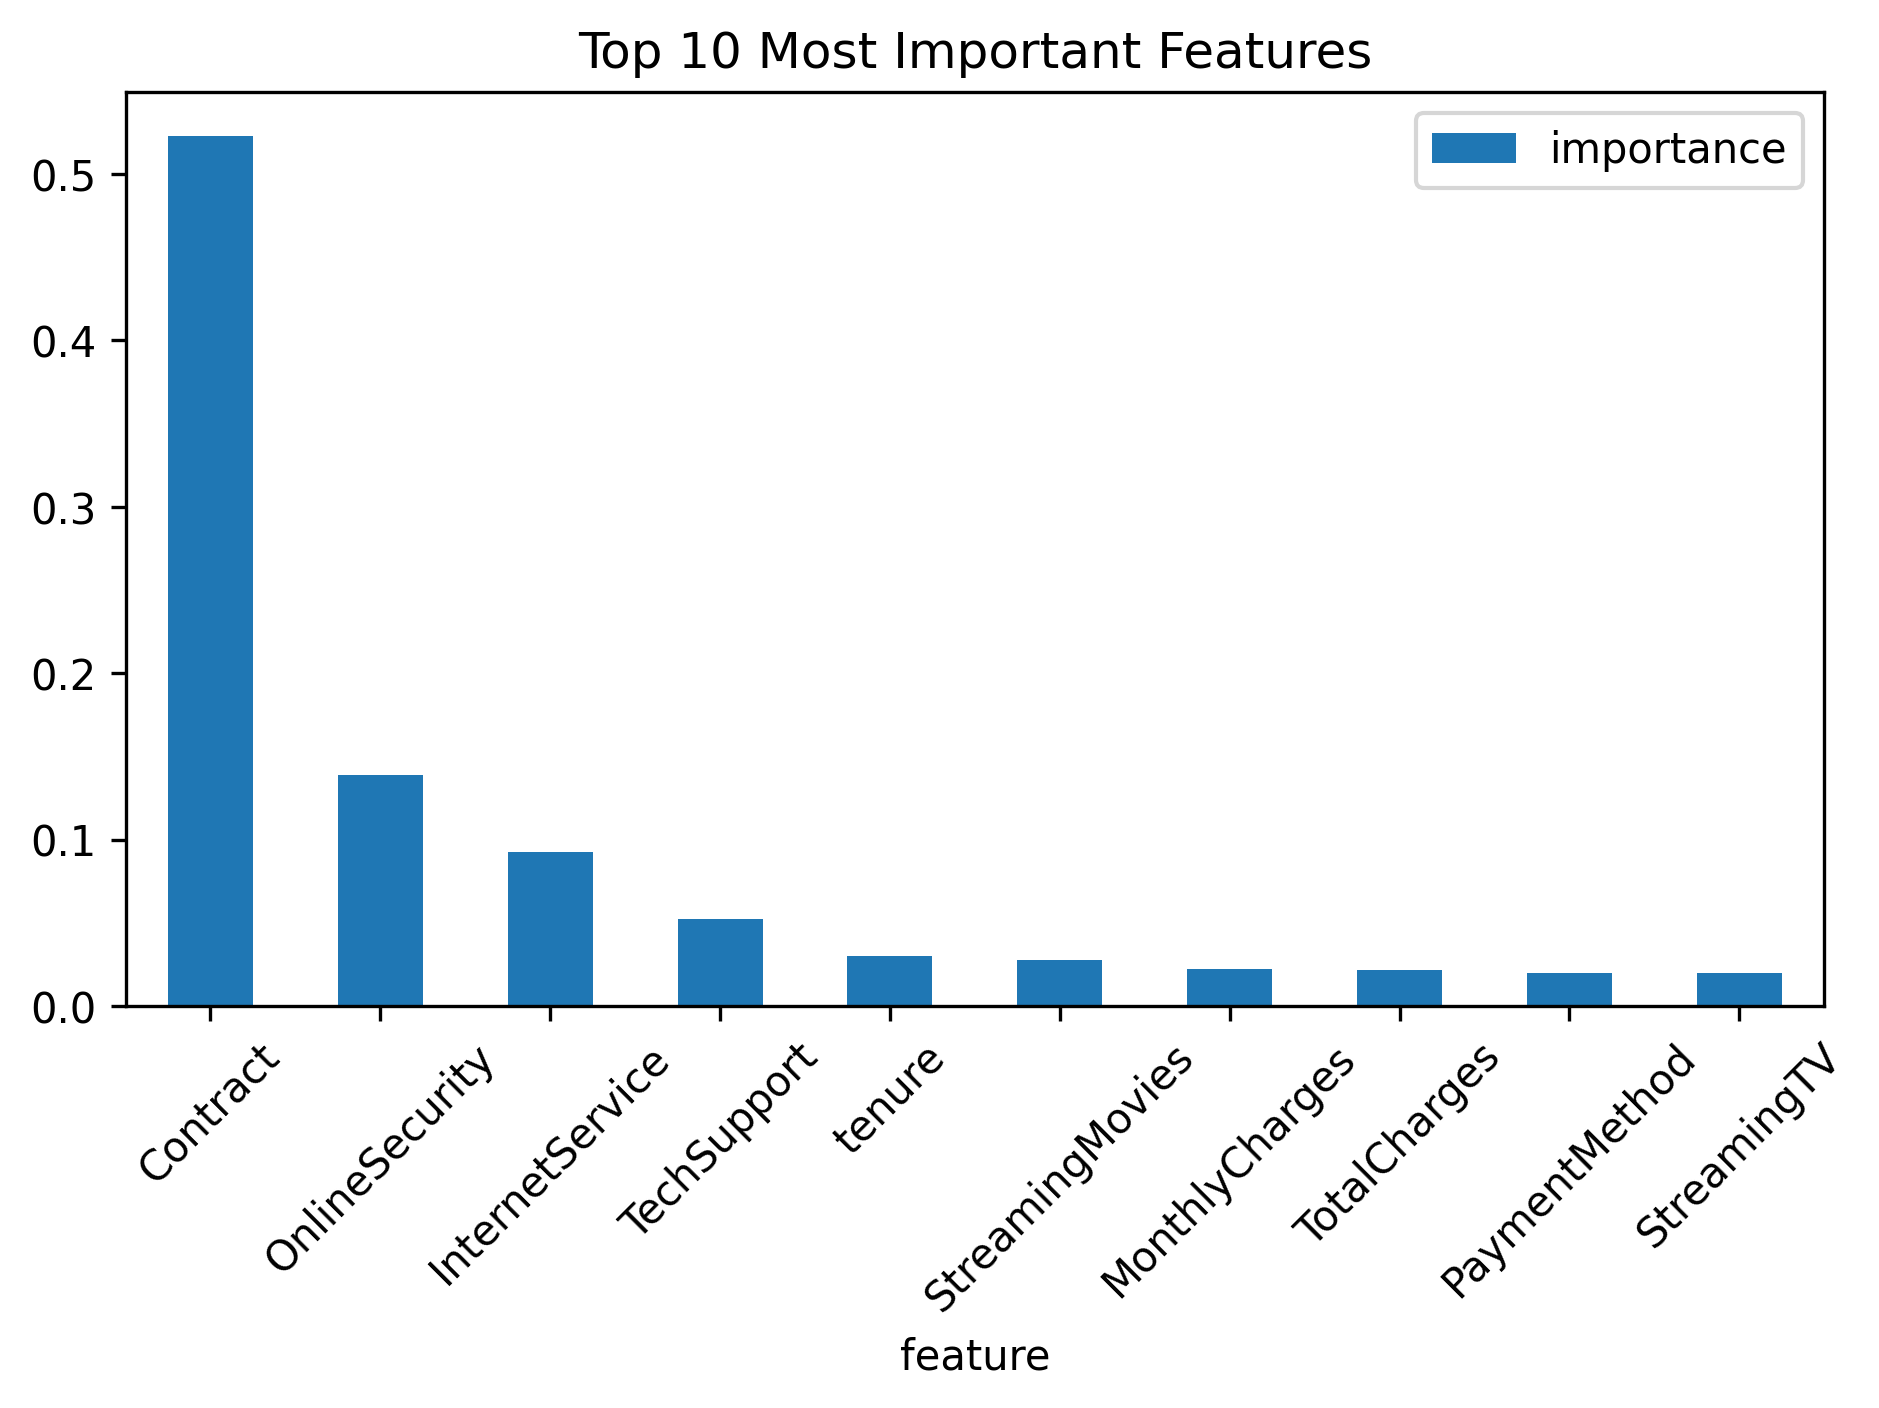 Top 10 Most Important Features
importance
0.5
0.4
0.3
0.2
0.1
0.0
Contract
OnlineSecurity
InternetService
TechSupport
tenure
StreamingMovies
MonthlyCharges
TotalCharges
PaymentMethod
StreamingTV
feature